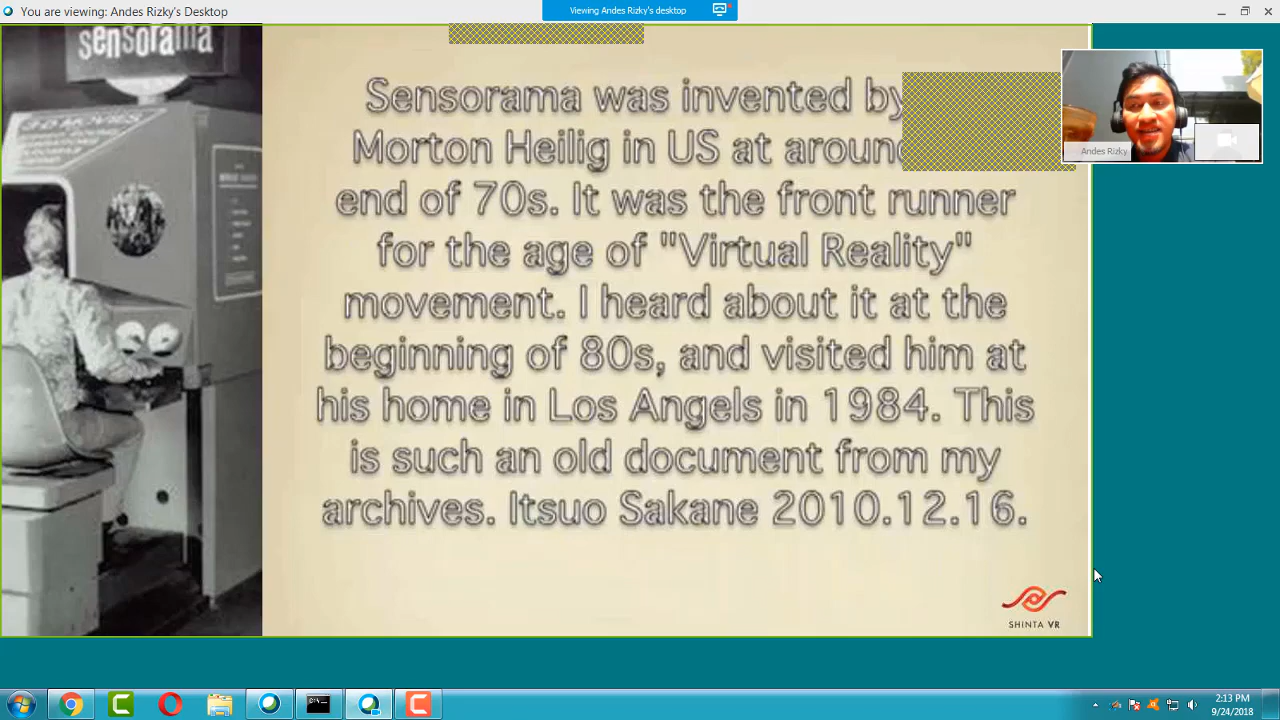 You are viewing: Andes Rizky's Desktop
Viewing Andes Rizky's desktop
sensorama
3-D MOVIES
Sensorama was invented by
Morton Heilig in US at around
end of 70s. It was the front runner
for the age of "Virtual Reality"
movement. I heard about it at the
beginning of 80s, and visited him at
his home in Los Angels in 1984. This
is such an old document from my
archives. Itsuo Sakane 2010.12.16.
Andes Rizky
SHINTA VR
2:13 PM
9/24/2018